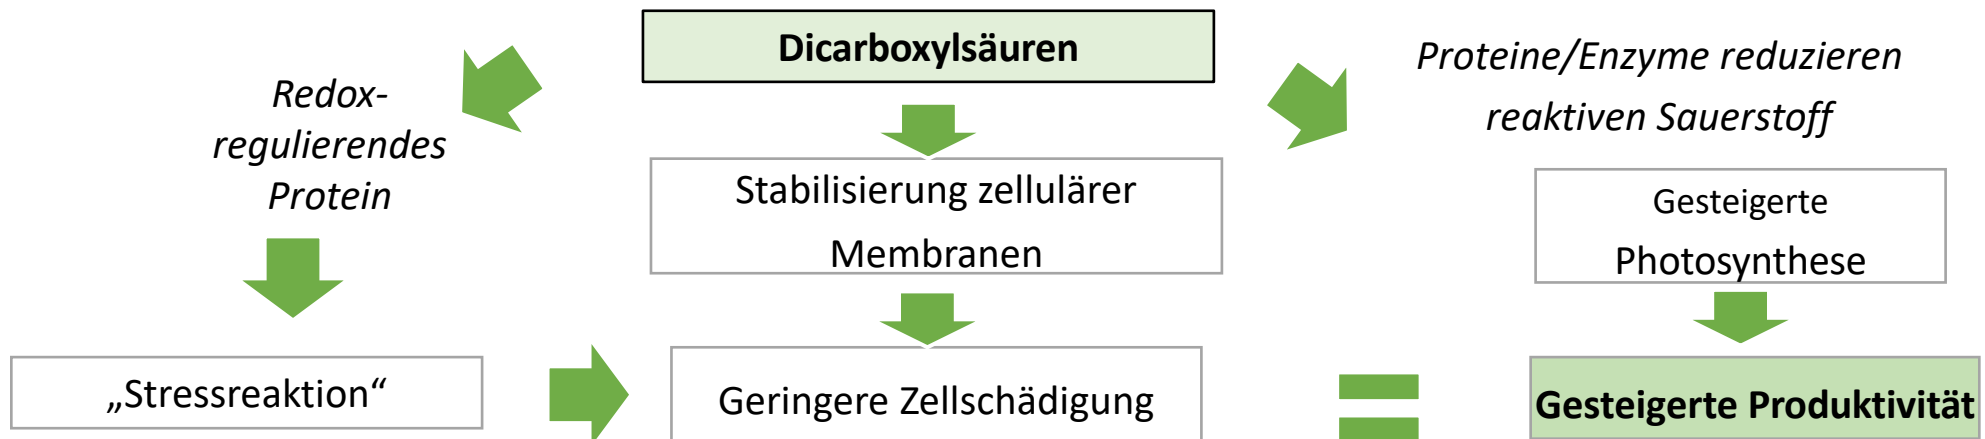 Dicarboxylsäuren
Redox-
regulierendes
Protein
Proteine/Enzyme reduzieren
reaktiven Sauerstoff
Stabilisierung zellulärer
Membranen
Gesteigerte
Photosynthese
„Stressreaktion“
Geringere Zellschädigung
Gesteigerte Produktivität